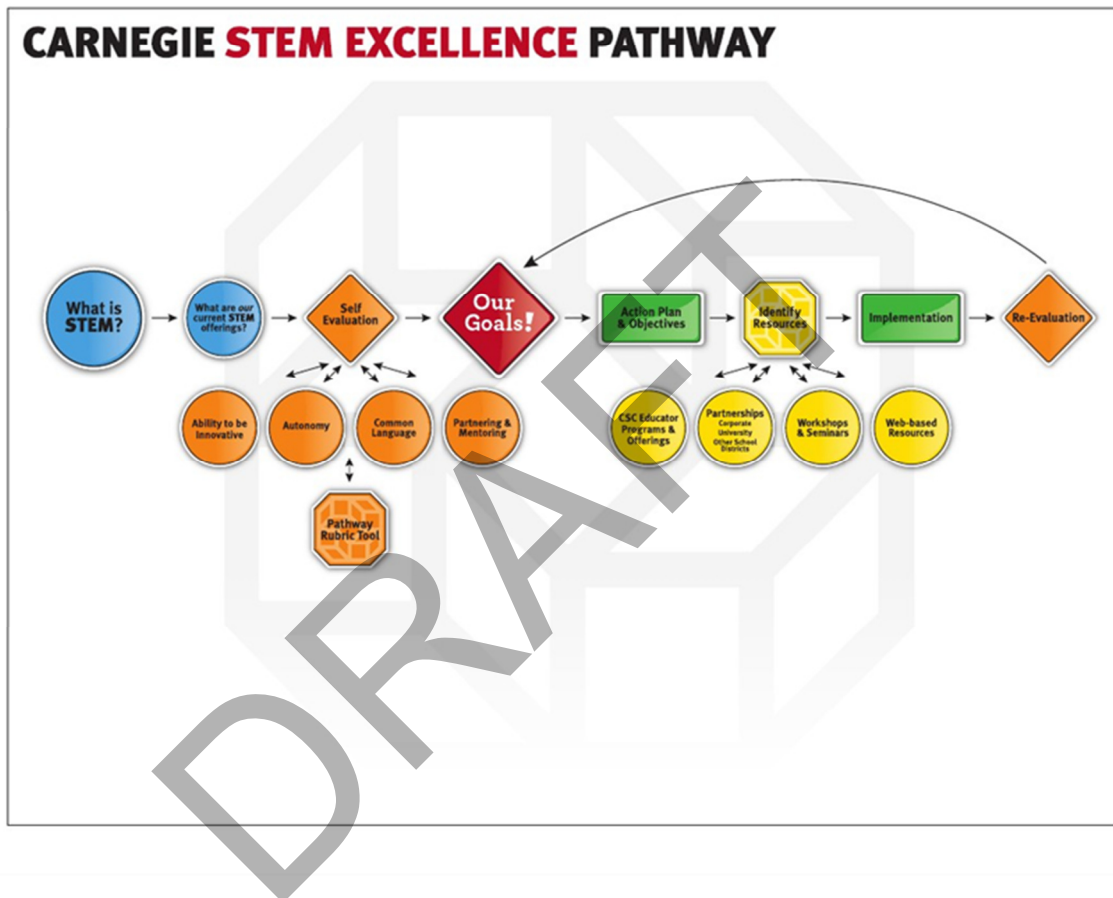 CARNEGIE STEM EXCELLENCE PATHWAY
What is
STEM?
What are our
current STEM
offerings?
Self
Evaluation
Our
Goals!
Action Plan
& Objectives
Identify
Resources
Implementation
Re-Evaluation
Ability to be
Innovative
Autonomy
Common
Language
Partnering &
Mentoring
CSC Educator
Programs &
Offerings
Partnerships
Corporate
University
Other School
Districts
Workshops
& Seminars
Web-based
Resources
Pathway
Rubric Tool
DRAFT